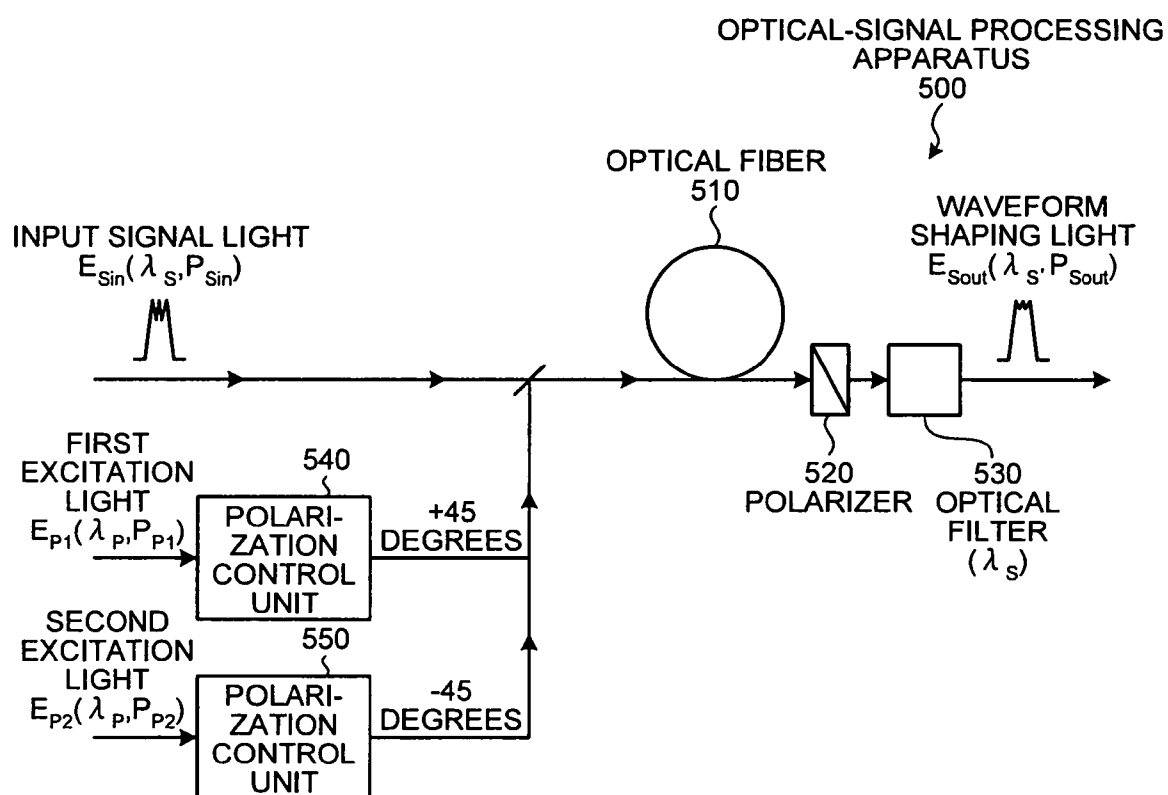 OPTICAL-SIGNAL PROCESSING
APPARATUS
500
OPTICAL FIBER
510
INPUT SIGNAL LIGHT
E_Sin(λ_S,P_Sin)
WAVEFORM
SHAPING LIGHT
E_Sout(λ_S,P_Sout)
520
POLARIZER
530
OPTICAL
FILTER
(λ_S)
FIRST
EXCITATION
LIGHT
E_P1(λ_P,P_P1)
540
POLARI-
ZATION
CONTROL
UNIT
+45
DEGREES
SECOND
EXCITATION
LIGHT
E_P2(λ_P,P_P2)
550
POLARI-
ZATION
CONTROL
UNIT
-45
DEGREES